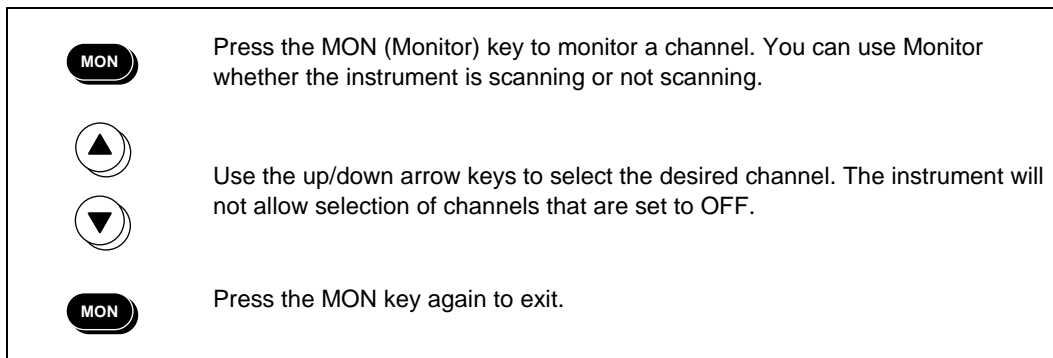 MON
Press the MON (Monitor) key to monitor a channel. You can use Monitor
whether the instrument is scanning or not scanning.
Use the up/down arrow keys to select the desired channel. The instrument will
not allow selection of channels that are set to OFF.
MON
Press the MON key again to exit.